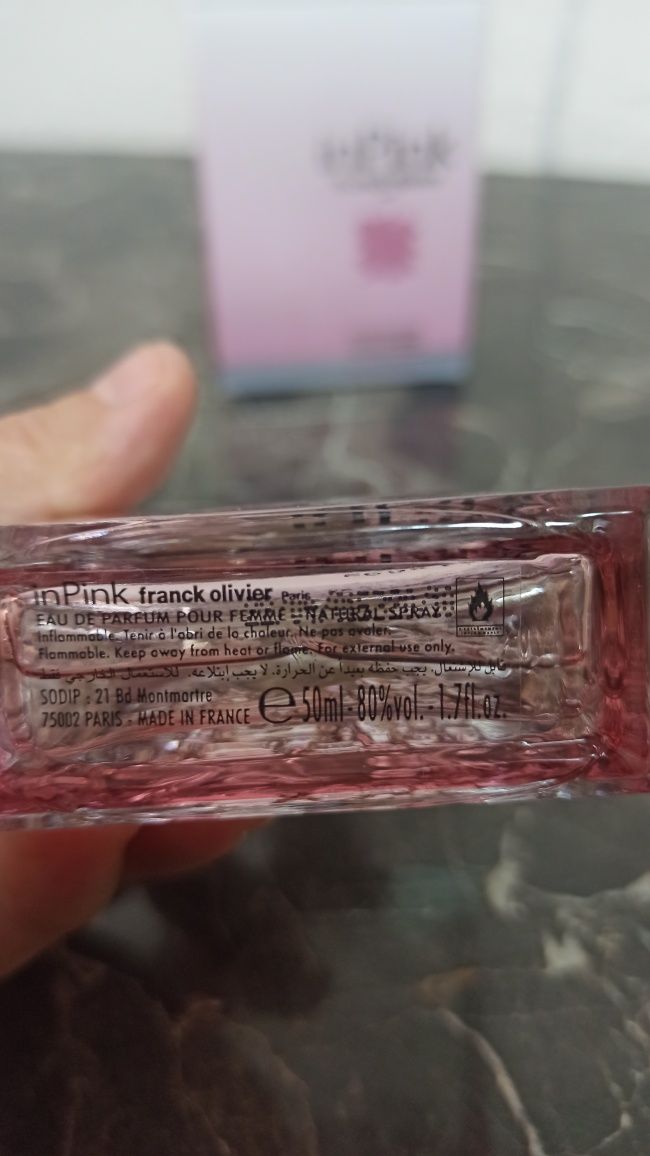 inPink franck olivier Paris
EAU DE PARFUM POUR FEMME - NATURAL SPRAY
Inflammable. Tenir à l'abri de la chaleur. Ne pas avaler.
Flammable. Keep away from heat or flame. For external use only.
قابل للإشتعال. يجب حفظه بعيداً عن الحرارة. لا يجب إبتلاعه. للاستعمال الخارجي فقط
SODIP : 21 Bd Montmartre
75002 PARIS - MADE IN FRANCE e 50ml - 80%vol. - 1.7fl.oz.
inPink